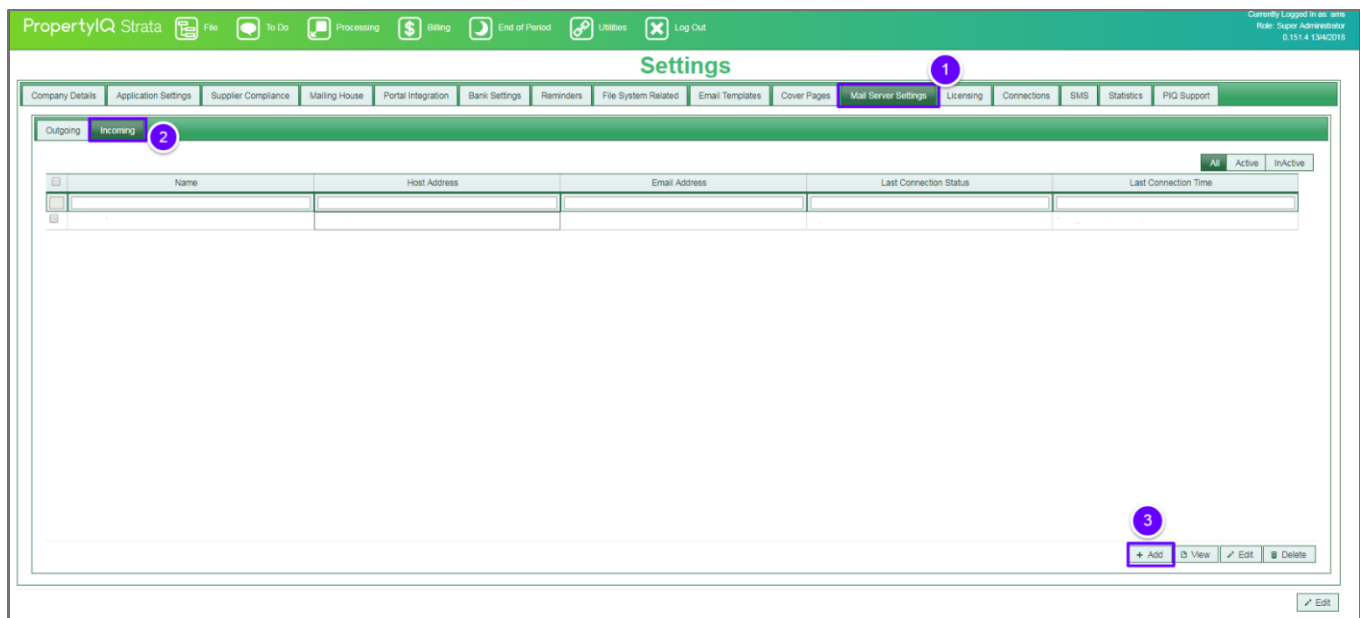 Currently Logged in as: ams
PropertyIQ Strata File To Do Processing Billing End of Period Utilities Log Out Role: Super Administrator
0.151.4 13/4/2018
Settings
1
Company Details Application Settings Supplier Compliance Mailing House Portal Integration Bank Settings Reminders File System Related Email Templates Cover Pages Mail Server Settings Licensing Connections SMS Statistics PIQ Support
Outgoing Incoming 2
All Active InActive
Name Host Address Email Address Last Connection Status Last Connection Time
3
+ Add View Edit Delete
Edit